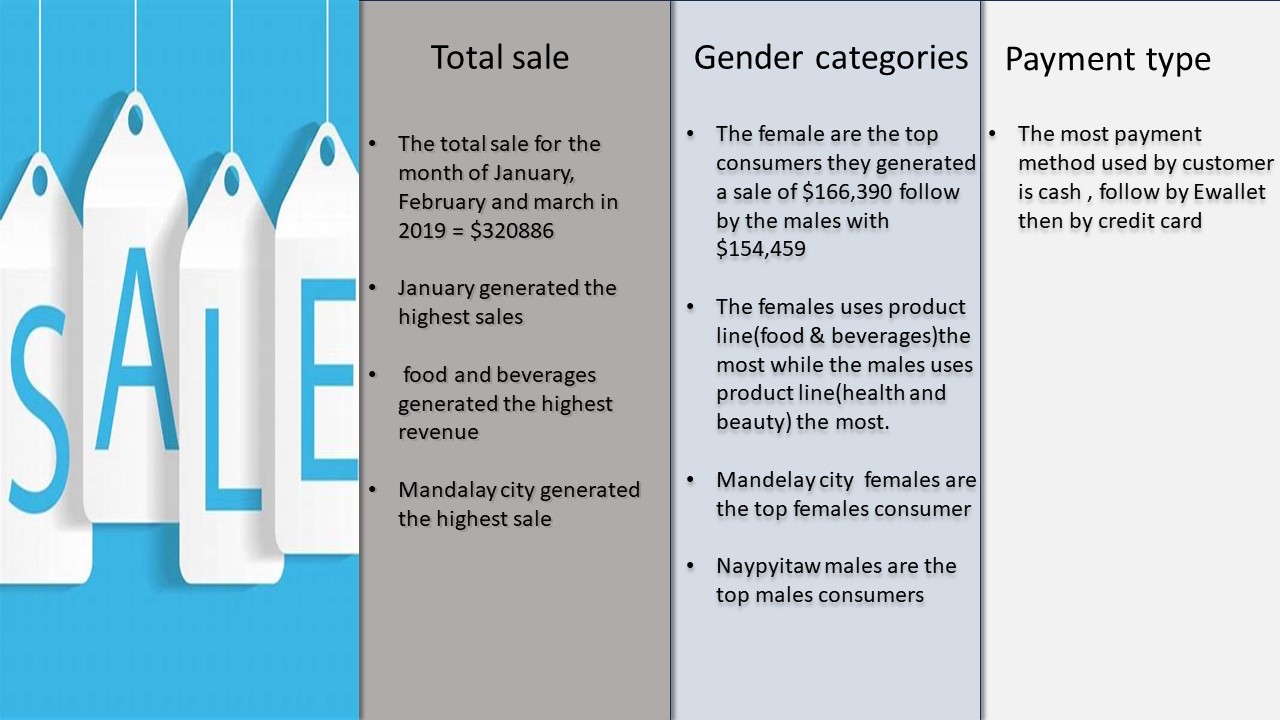 SALE
Total sale
• The total sale for the
month of January,
February and march in
2019 = $320886
• January generated the
highest sales
• food and beverages
generated the highest
revenue
• Mandalay city generated
the highest sale
Gender categories
• The female are the top
consumers they generated
a sale of $166,390 follow
by the males with
$154,459
• The females uses product
line(food & beverages)the
most while the males uses
product line(health and
beauty) the most.
• Mandelay city females are
the top females consumer
• Naypyitaw males are the
top males consumers
Payment type
• The most payment
method used by customer
is cash , follow by Ewallet
then by credit card